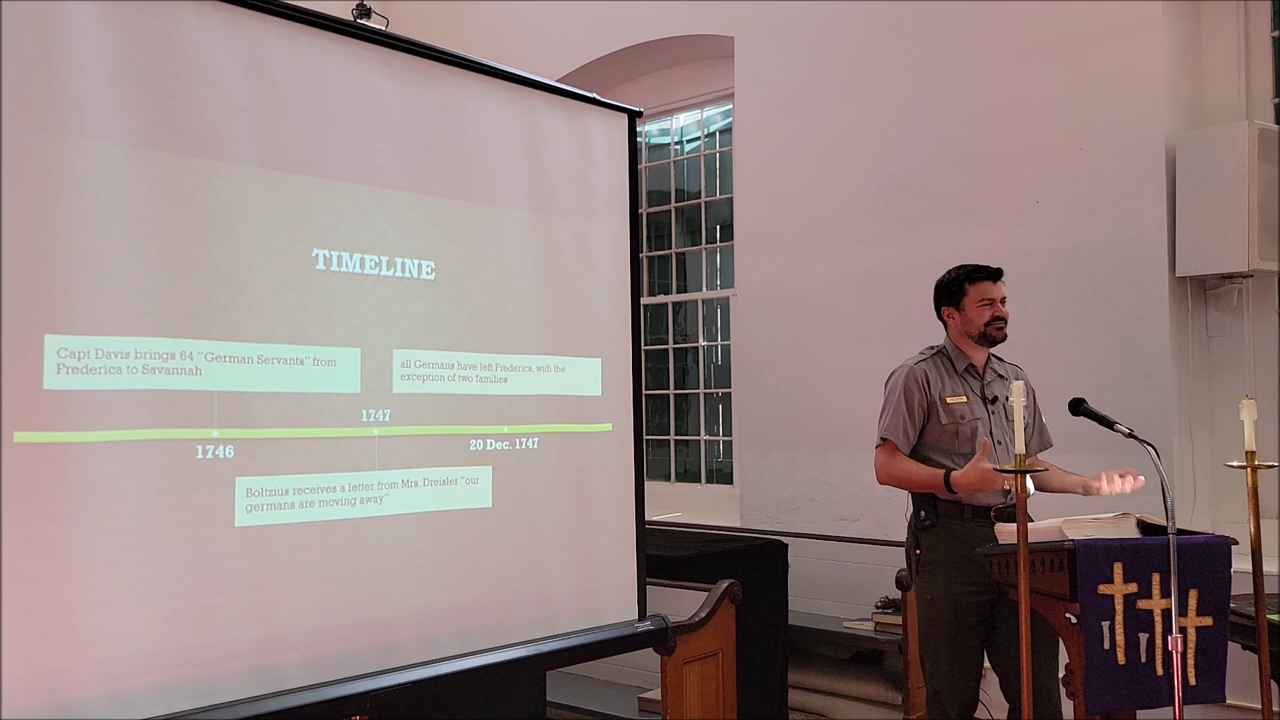 TIMELINE
Capt Davis brings 64 "German Servants" from
Frederica to Savannah
all Germans have left Frederica, with the
exception of two families
1747
1746
20 Dec. 1747
Boltzius receives a letter from Mrs. Dreisler "our
germans are moving away"